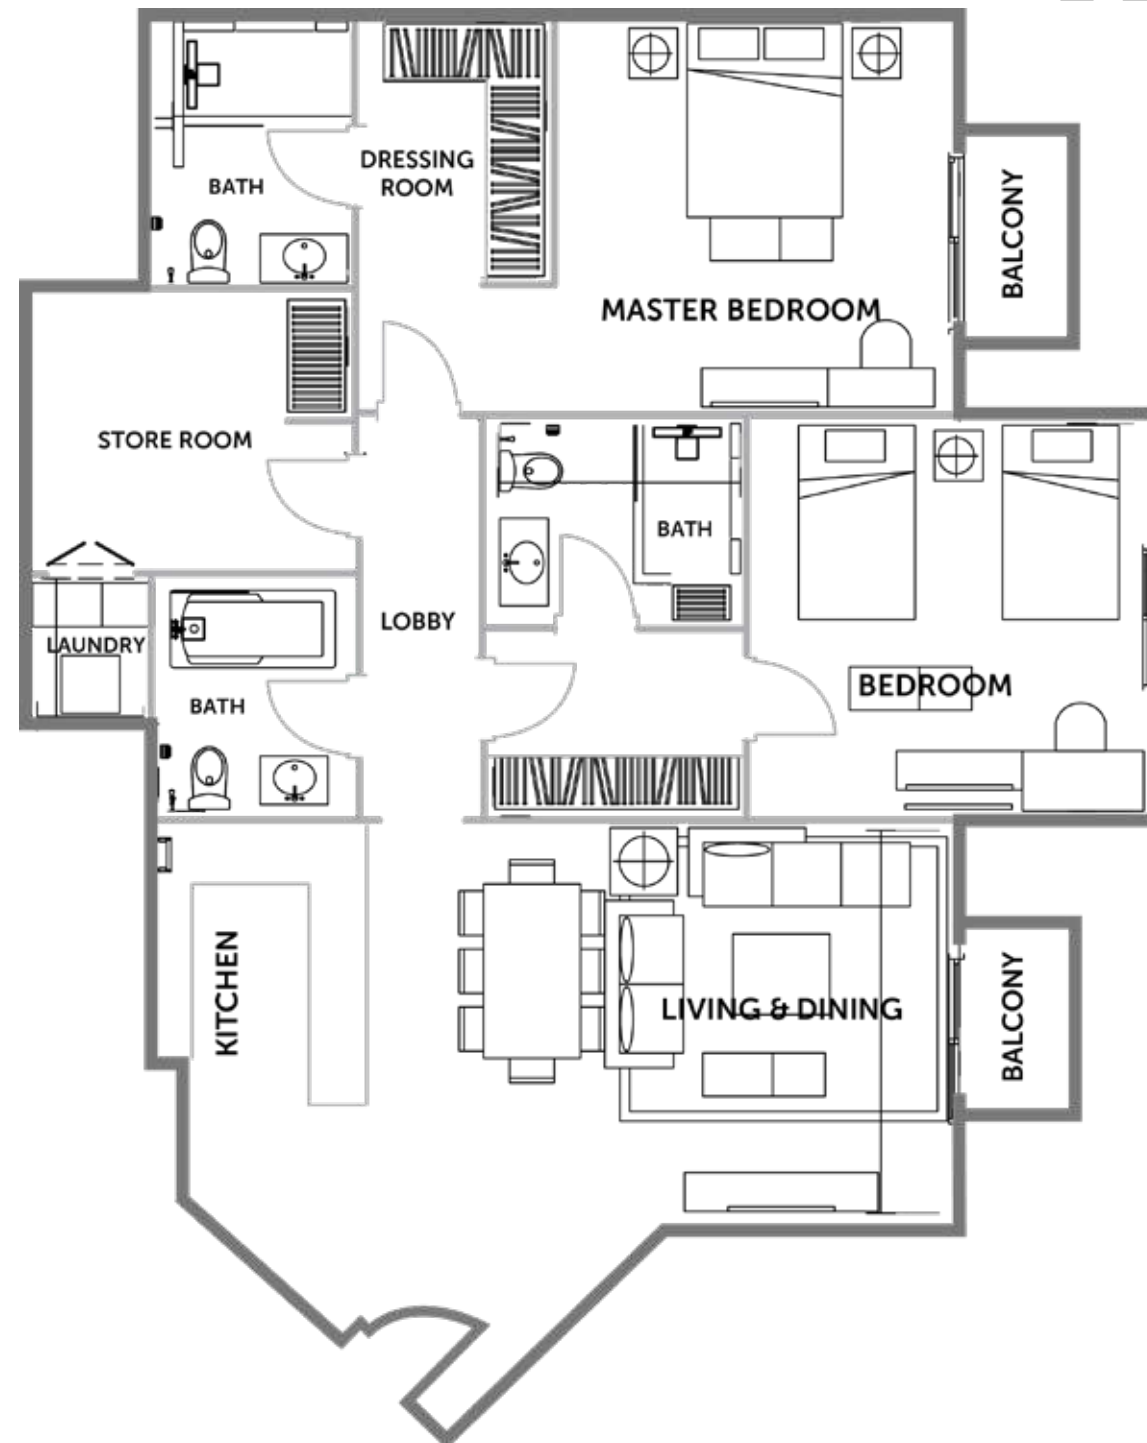 BATH
DRESSING
ROOM
BALCONY
MASTER BEDROOM
STORE ROOM
BATH
LOBBY
LAUNDRY
BEDROOM
BATH
KITCHEN
LIVING & DINING
BALCONY